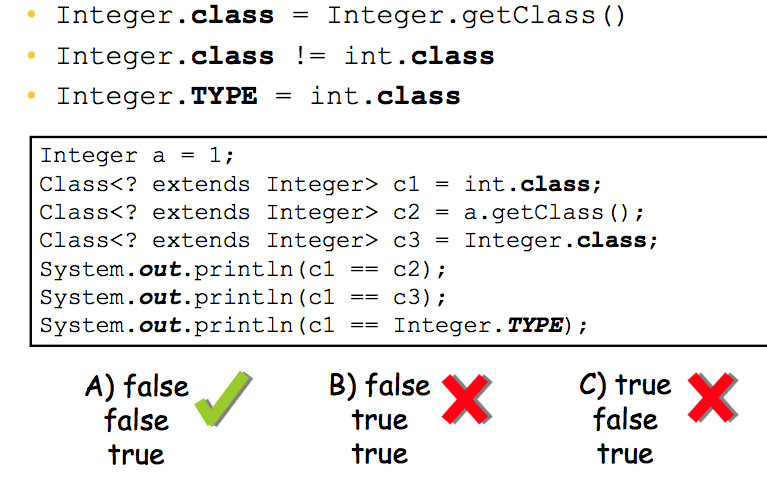 • Integer.class = Integer.getClass()
• Integer.class != int.class
• Integer.TYPE = int.class
Integer a = 1;
Class<? extends Integer> c1 = int.class;
Class<? extends Integer> c2 = a.getClass();
Class<? extends Integer> c3 = Integer.class;
System.out.println(c1 == c2);
System.out.println(c1 == c3);
System.out.println(c1 == Integer.TYPE);
A) false
false
true
B) false
true
true
C) true
false
true